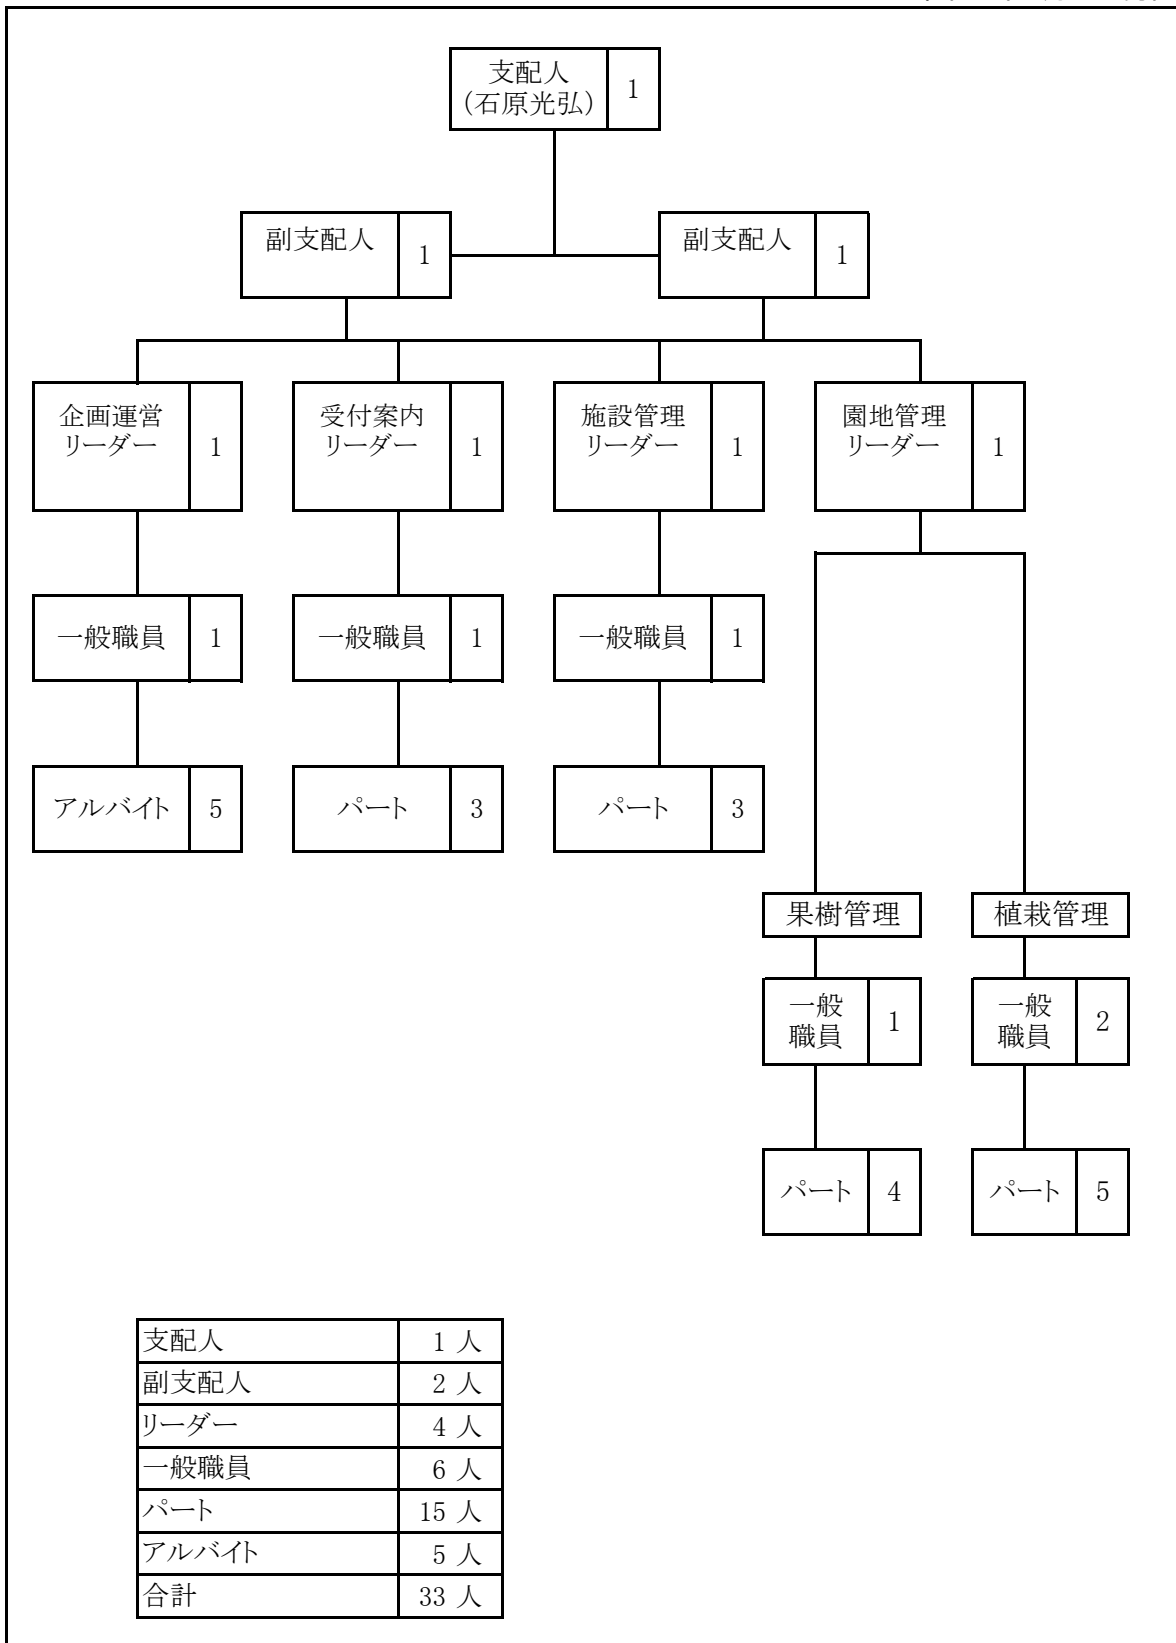 支配人
(石原光弘)
1
副支配人
1
副支配人
1
企画運営
リーダー
1
受付案内
リーダー
1
施設管理
リーダー
1
園地管理
リーダー
1
一般職員
1
一般職員
1
一般職員
1
アルバイト
5
パート
3
パート
3
果樹管理
植栽管理
一般
職員
1
一般
職員
2
パート
4
パート
5
支配人 1 人
副支配人 2 人
リーダー 4 人
一般職員 6 人
パート 15 人
アルバイト 5 人
合計 33 人